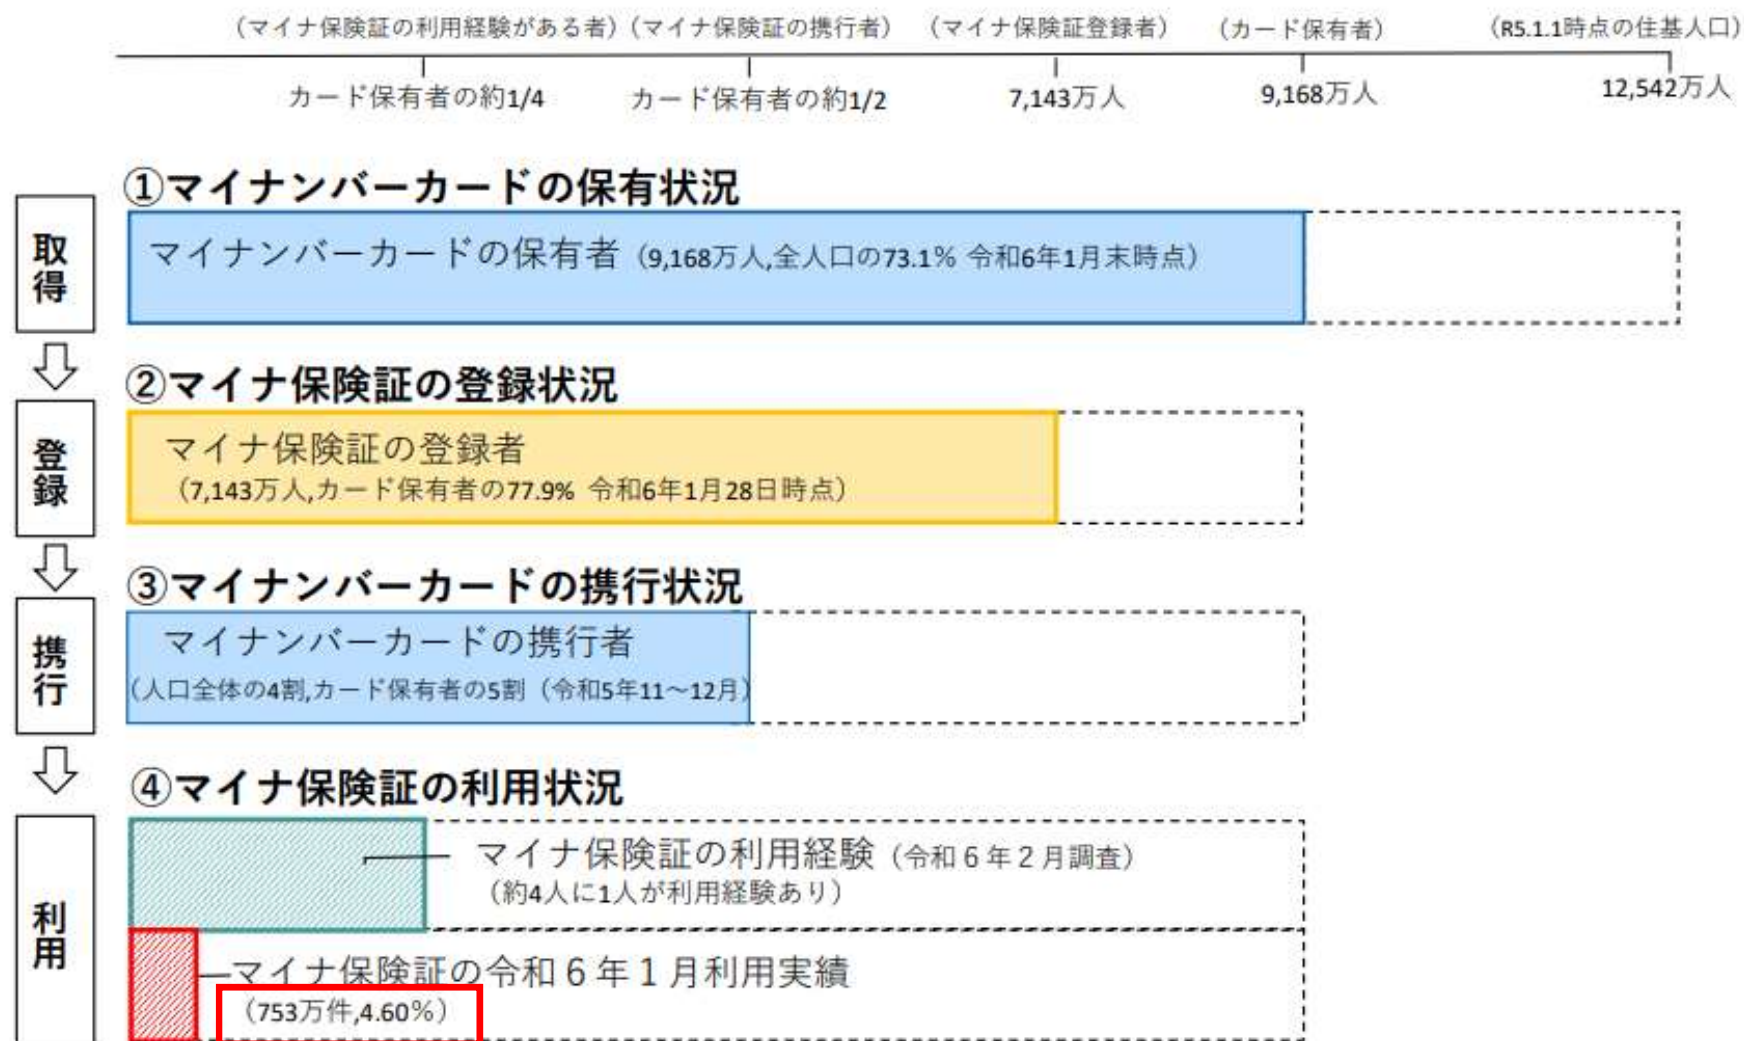 （マイナ保険証の利用経験がある者）（マイナ保険証の携行者） （マイナ保険証登録者） （カード保有者） （R5.1.1時点の住基人口）
カード保有者の約1/4 カード保有者の約1/2 7,143万人 9,168万人 12,542万人
①マイナンバーカードの保有状況
取得
マイナンバーカードの保有者（9,168万人,全人口の73.1% 令和6年1月末時点）
②マイナ保険証の登録状況
登録
マイナ保険証の登録者
（7,143万人,カード保有者の77.9% 令和6年1月28日時点）
③マイナンバーカードの携行状況
携行
マイナンバーカードの携行者
（人口全体の4割,カード保有者の5割（令和5年11～12月）
④マイナ保険証の利用状況
利用
マイナ保険証の利用経験（令和６年２月調査）
（約4人に1人が利用経験あり）
マイナ保険証の令和６年１月利用実績
（753万件,4.60％）